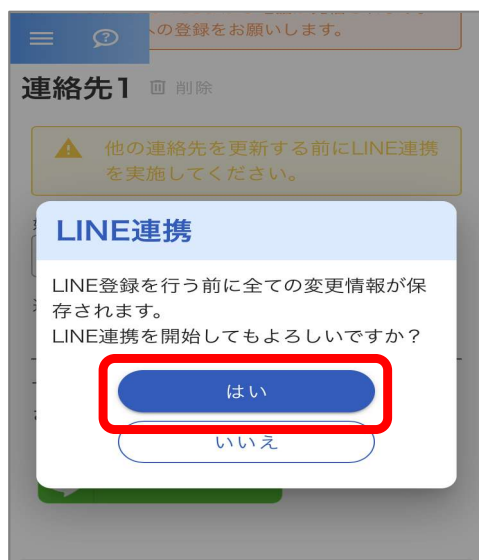 への登録をお願いします。
連絡先1 削除
他の連絡先を更新する前にLINE連携
を実施してください。
LINE連携
LINE登録を行う前に全ての変更情報が保
存されます。
LINE連携を開始してもよろしいですか？
はい
いいえ